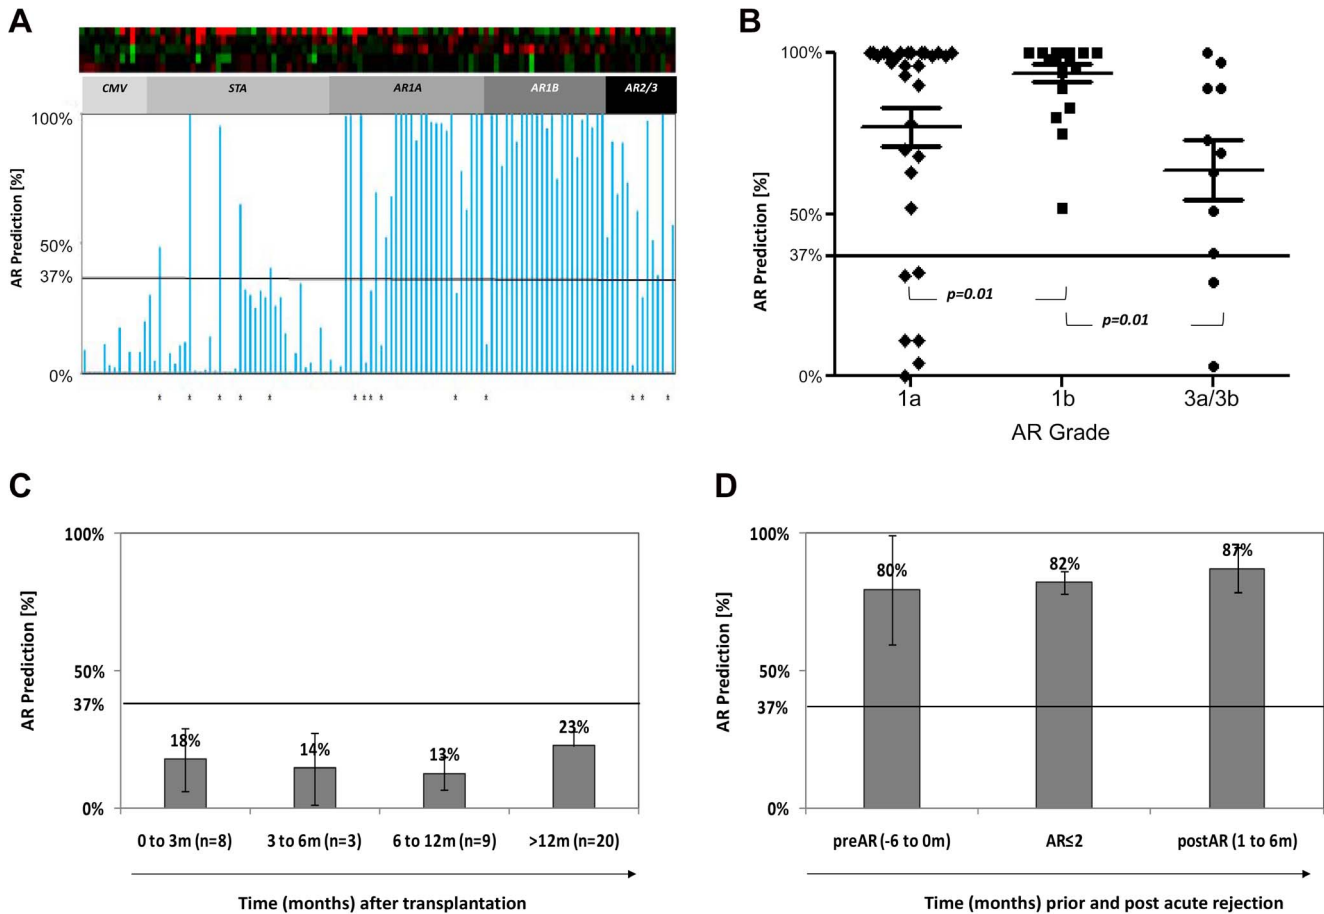 A
CMV STA AR1A AR1B AR2/3
100%
50%
37%
0%
AR Prediction [%]
* * * * * * * * * * * * * * *
B
100%
50%
37%
0%
AR Prediction [%]
p=0.01
p=0.01
1a 1b 3a/3b
AR Grade
C
100%
50%
37%
0%
AR Prediction [%]
18% 14% 13% 23%
0 to 3m (n=8) 3 to 6m (n=3) 6 to 12m (n=9) >12m (n=20)
Time (months) after transplantation
D
100%
50%
37%
0%
AR Prediction [%]
80% 82% 87%
preAR (-6 to 0m) AR≤2 postAR (1 to 6m)
Time (months) prior and post acute rejection